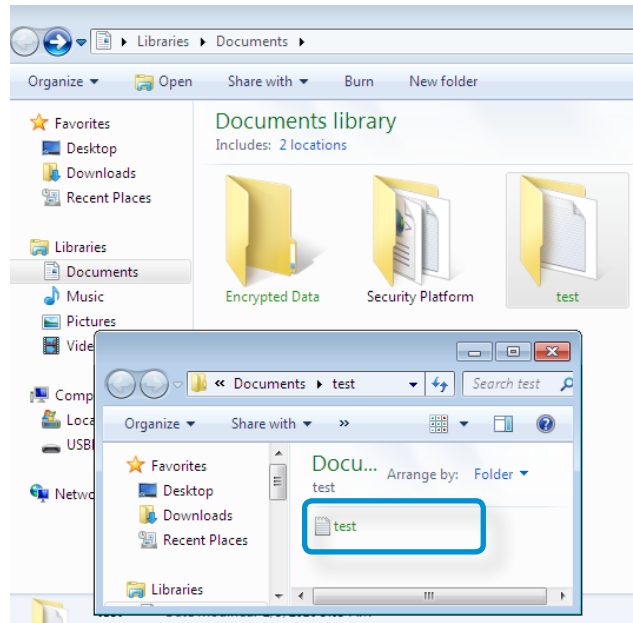 Libraries Documents
Organize Open Share with Burn New folder
Favorites
Desktop
Downloads
Recent Places
Libraries
Documents
Music
Pictures
Documents library
Includes: 2 locations
Encrypted Data Security Platform test
« Documents test Search test
Organize Share with »
Favorites
Desktop
Downloads
Recent Places
Libraries
Docu...
test
Arrange by: Folder
test